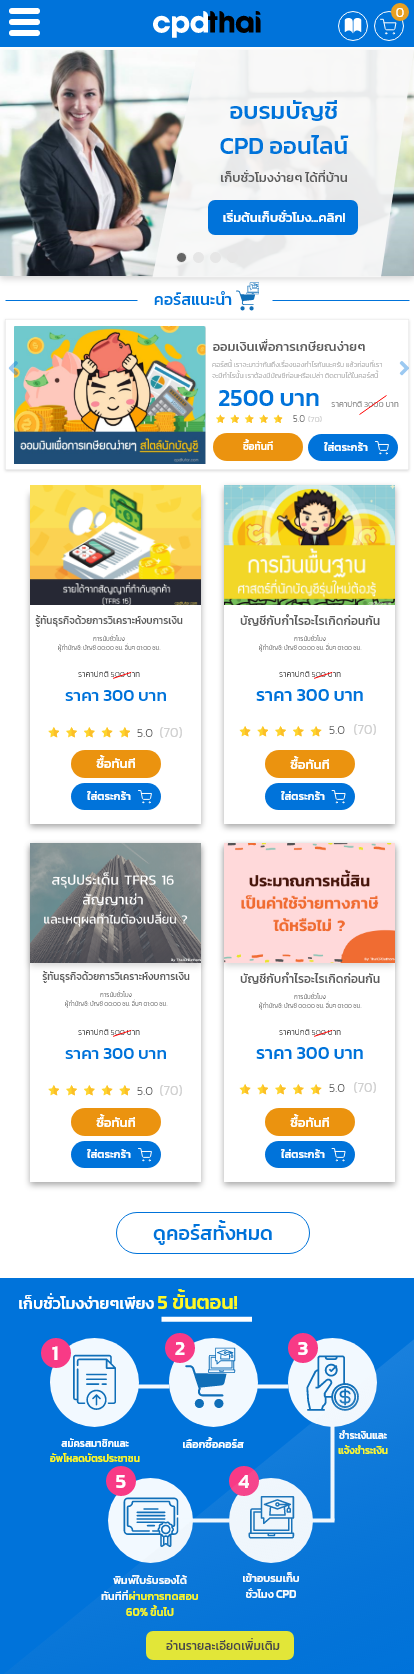 cpdthai
0
อบรมบัญชี
CPD ออนไลน์
เก็บชั่วโมงง่ายๆ ได้ที่บ้าน
เริ่มต้นเก็บชั่วโมง...คลิก!
คอร์สแนะนำ
ออมเงินเพื่อการเกษียณง่ายๆ
2500 บาท
ราคาปกติ 3000 บาท
5.0 (70)
ซื้อทันที
ใส่ตระกร้า
ออมเงินเพื่อการเกษียณง่ายๆ สไตล์นักบัญชี
รายได้จากสัญญาที่ทำกับลูกค้า
(TFRS 15)
รู้ทันธุรกิจด้วยการวิเคราะห์งบการเงิน
การนับชั่วโมง
ผู้ทำบัญชี: บัญชี 00:00 ชม. อื่นๆ 01:00 ชม.
ราคาปกติ 500 บาท
ราคา 300 บาท
5.0 (70)
ซื้อทันที
ใส่ตระกร้า
การเงินพื้นฐาน
ศาสตร์ที่นักบัญชีรุ่นใหม่ต้องรู้
บัญชีกับกำไรอะไรเกิดก่อนกัน
การนับชั่วโมง
ผู้ทำบัญชี: บัญชี 00:00 ชม. อื่นๆ 01:00 ชม.
ราคาปกติ 500 บาท
ราคา 300 บาท
5.0 (70)
ซื้อทันที
ใส่ตระกร้า
สรุปประเด็น TFRS 16
สัญญาเช่า
และเหตุผลทำไมต้องเปลี่ยน ?
รู้ทันธุรกิจด้วยการวิเคราะห์งบการเงิน
การนับชั่วโมง
ผู้ทำบัญชี: บัญชี 00:00 ชม. อื่นๆ 01:00 ชม.
ราคาปกติ 500 บาท
ราคา 300 บาท
5.0 (70)
ซื้อทันที
ใส่ตระกร้า
ประมาณการหนี้สิน
เป็นค่าใช้จ่ายทางภาษี
ได้หรือไม่ ?
บัญชีกับกำไรอะไรเกิดก่อนกัน
การนับชั่วโมง
ผู้ทำบัญชี: บัญชี 00:00 ชม. อื่นๆ 01:00 ชม.
ราคาปกติ 500 บาท
ราคา 300 บาท
5.0 (70)
ซื้อทันที
ใส่ตระกร้า
ดูคอร์สทั้งหมด
เก็บชั่วโมงง่ายๆเพียง 5 ขั้นตอน!
1
สมัครสมาชิกและ
อัพโหลดบัตรประชาชน
2
เลือกซื้อคอร์ส
3
ชำระเงินและ
แจ้งชำระเงิน
4
เข้าอบรมเก็บ
ชั่วโมง CPD
5
พิมพ์ใบรับรองได้
ทันทีที่ผ่านการทดสอบ
60% ขึ้นไป
อ่านรายละเอียดเพิ่มเติม